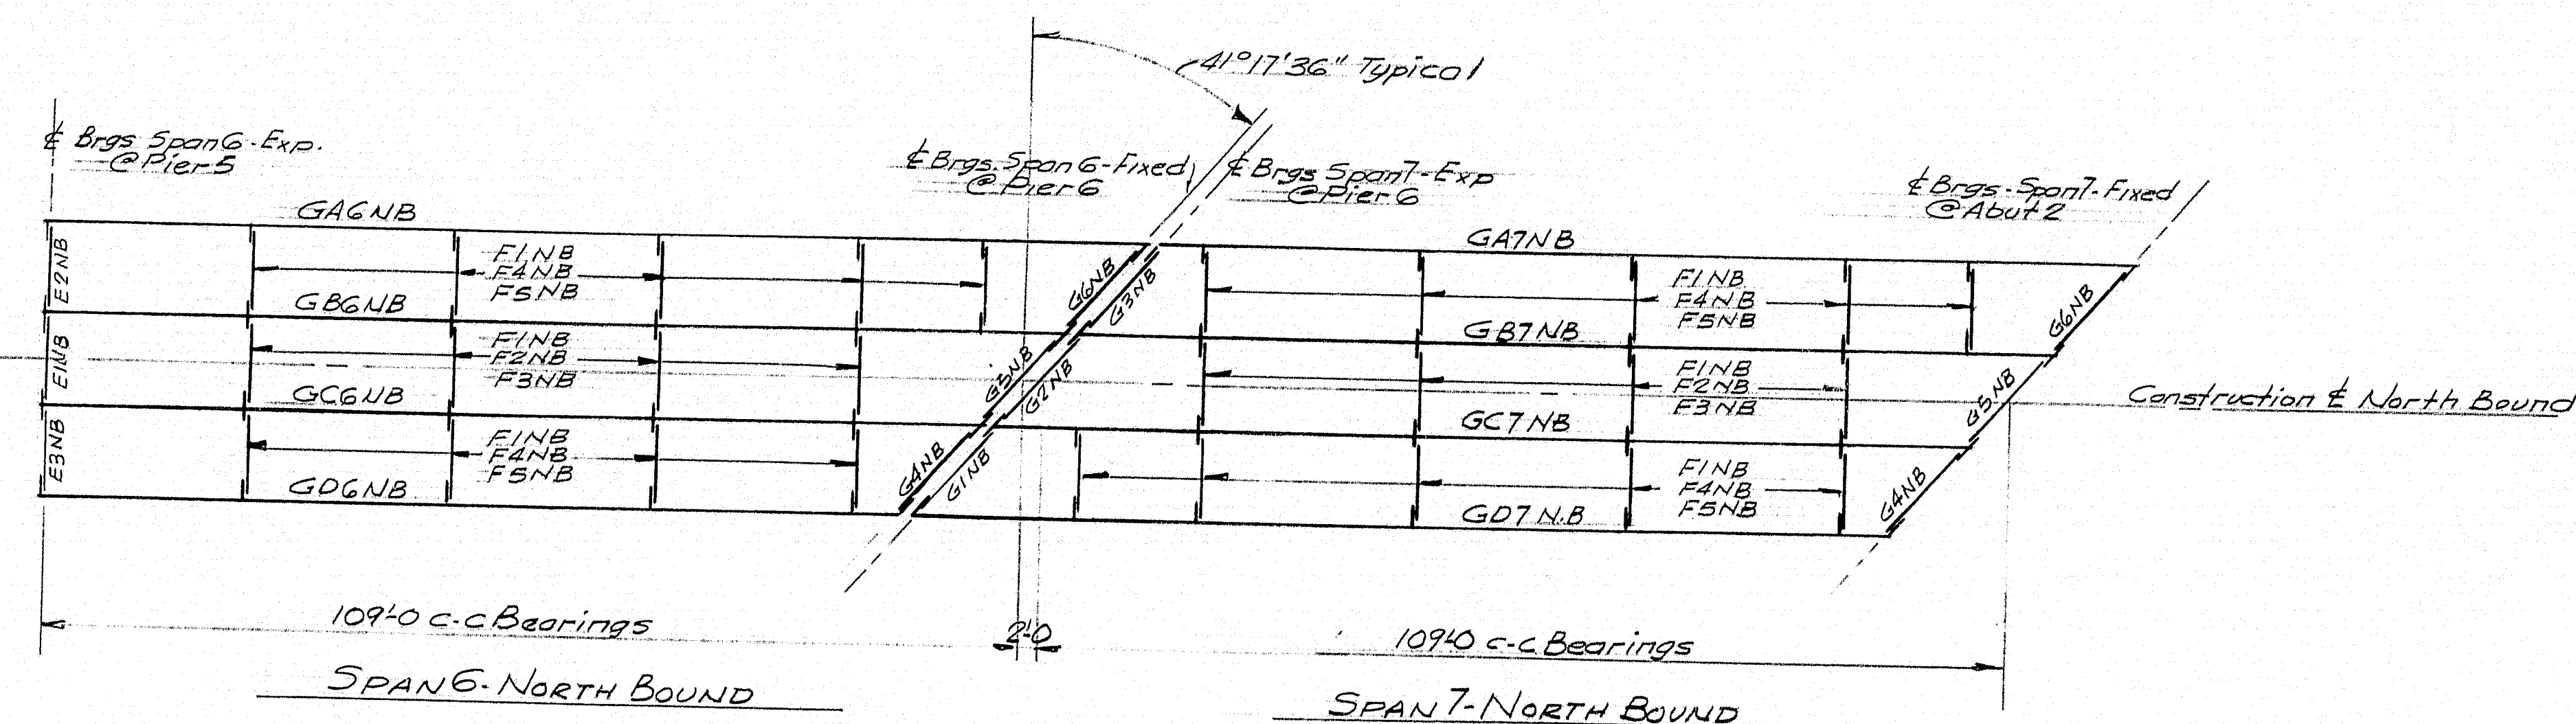 41°17'36" Typical
℄ Brgs Span 6 - Exp.
@ Pier 5
℄ Brgs. Span 6 - Fixed
@ Pier 6
℄ Brgs Span 7 - Exp
@ Pier 6
℄ Brgs - Span 7 - Fixed
@ Abut 2
GA6NB
GA7NB
E2NB
F1NB
F4NB
F5NB
GB6NB
G6NB
G3NB
F1NB
F4NB
F5NB
GB7NB
G6NB
E1NB
F1NB
F2NB
F3NB
GC6NB
G5NB
G2NB
F1NB
F2NB
F3NB
GC7NB
G5NB
Construction ℄ North Bound
E3NB
F1NB
F4NB
F5NB
GD6NB
G4NB
G1NB
F1NB
F4NB
F5NB
GD7N.B
G4NB
109'-0 c-c Bearings
2'-0
109'-0 c-c Bearings
SPAN 6 - NORTH BOUND
SPAN 7 - NORTH BOUND